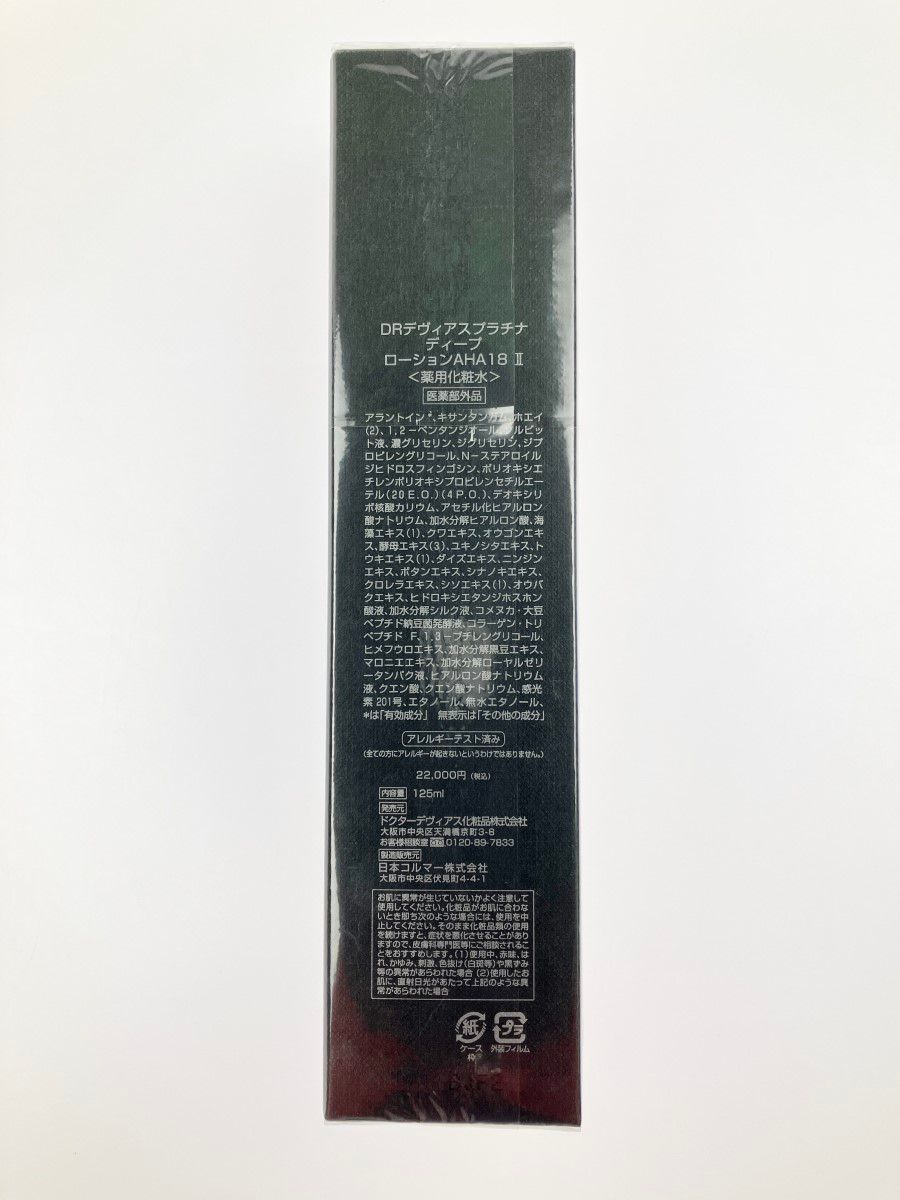 DRデヴィアスプラチナ
ディープ
ローションAHA18 Ⅱ
<薬用化粧水>
医薬部外品
アラントイン*、キサンタンガム、ホエイ
(2)、1,2-ペンタンジオール、ソルビッ
ト液、濃グリセリン、ジグリセリン、ジプ
ロピレングリコール、N-ステアロイル
ジヒドロスフィンゴシン、ポリオキシエ
チレンポリオキシプロピレンセチルエー
テル(20E.O.)(4P.O.)、デオキシリ
ボ核酸カリウム、アセチル化ヒアルロン
酸ナトリウム、加水分解ヒアルロン酸、海
藻エキス(1)、クワエキス、オウゴンエキ
ス、酵母エキス(3)、ユキノシタエキス、ト
ウキエキス(1)、ダイズエキス、ニンジン
エキス、ボタンエキス、シナノキエキス、
クロレラエキス、シソエキス(1)、オウバ
クエキス、ヒドロキシエタンジホスホン
酸液、加水分解シルク液、コメヌカ・大豆
ペプチド納豆菌発酵液、コラーゲン・トリ
ペプチド F、1,3-ブチレングリコール、
ヒメフウロエキス、加水分解黒豆エキス、
マロニエエキス、加水分解ローヤルゼリ
ータンパク液、ヒアルロン酸ナトリウム
液、クエン酸、クエン酸ナトリウム、感光
素201号、エタノール、無水エタノール、
*は「有効成分」 無表示は「その他の成分」
アレルギーテスト済み
(全ての方にアレルギーが起きないというわけではありません。)
22,000円(税込)
内容量 125ml
発売元
ドクターデヴィアス化粧品株式会社
大阪市中央区天満橋京町3-6
お客様相談室 0120-89-7833
製造販売元
日本コルマー株式会社
大阪市中央区伏見町4-4-1
お肌に異常が生じていないかよく注意して
使用してください。化粧品がお肌に合わな
いとき即ち次のような場合には、使用を中
止してください。そのまま化粧品類の使用
を続けますと、症状を悪化させることがあり
ますので、皮膚科専門医等にご相談されるこ
とをおすすめします。(1)使用中、赤味、は
れ、かゆみ、刺激、色抜け(白斑等)や黒ずみ
等の異常があらわれた場合 (2)使用したお
肌に、直射日光があたって上記のような異
常があらわれた場合
紙 プラ
ケース 外装フィルム
枠